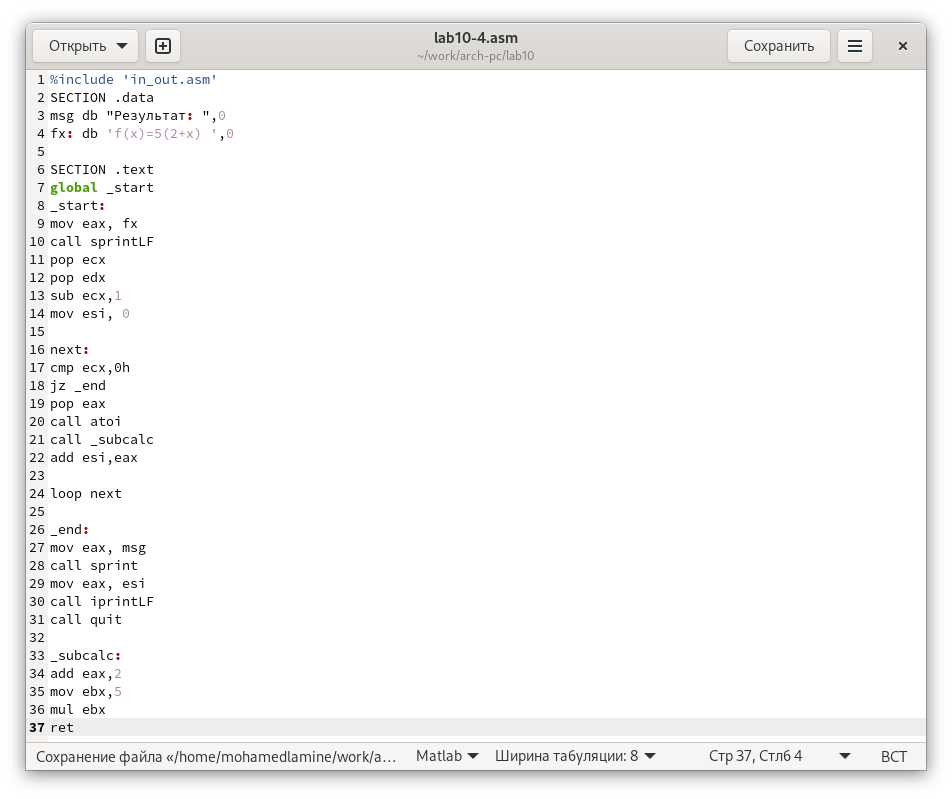 Открыть
lab10-4.asm
~/work/arch-pc/lab10
Сохранить
1 %include 'in_out.asm'
2 SECTION .data
3 msg db "Результат: ",0
4 fx: db 'f(x)=5(2+x) ',0
5
6 SECTION .text
7 global _start
8 _start:
9 mov eax, fx
10 call sprintLF
11 pop ecx
12 pop edx
13 sub ecx,1
14 mov esi, 0
15
16 next:
17 cmp ecx,0h
18 jz _end
19 pop eax
20 call atoi
21 call _subcalc
22 add esi,eax
23
24 loop next
25
26 _end:
27 mov eax, msg
28 call sprint
29 mov eax, esi
30 call iprintLF
31 call quit
32
33 _subcalc:
34 add eax,2
35 mov ebx,5
36 mul ebx
37 ret
Сохранение файла «/home/mohamedlamine/work/a… Matlab Ширина табуляции: 8 Стр 37, Стлб 4 ВСТ